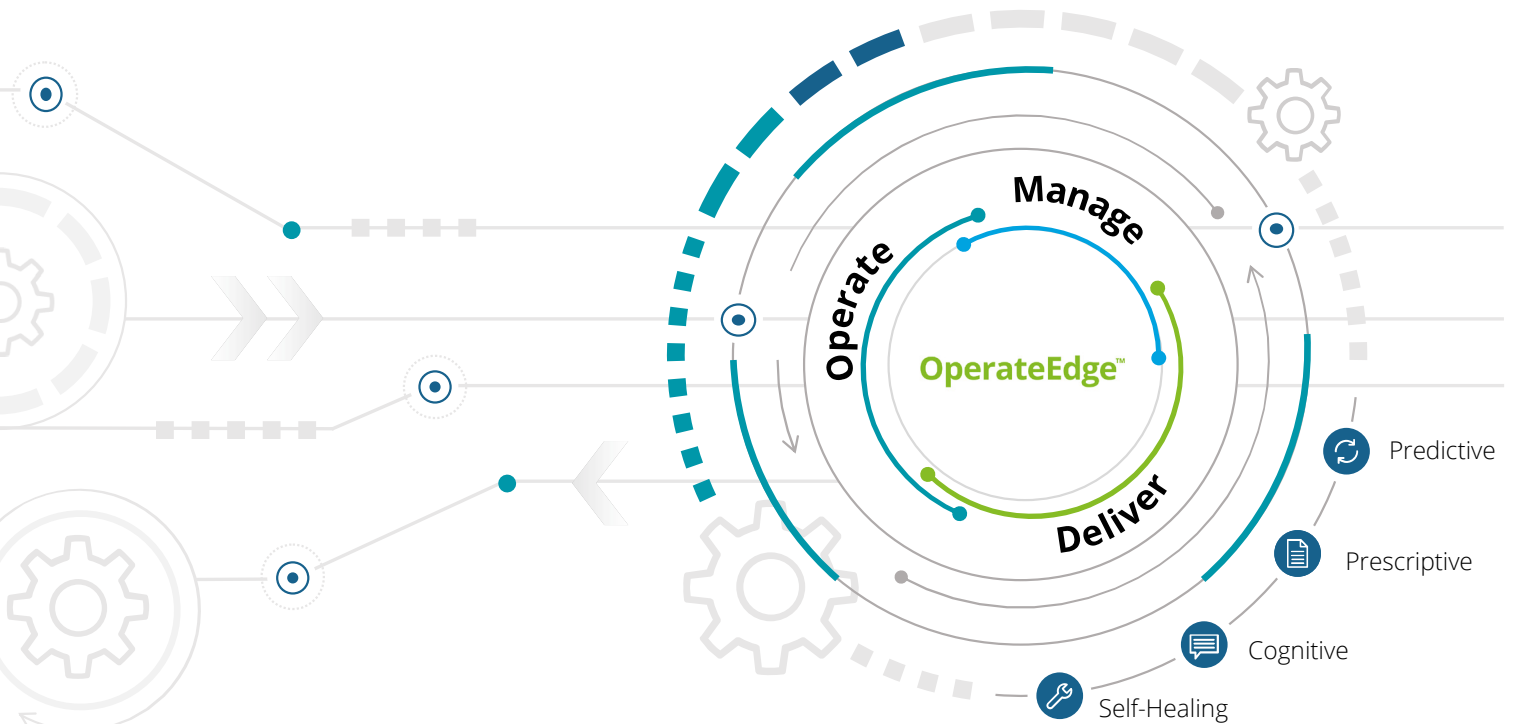 Manage
Operate
OperateEdge™
Deliver
Predictive
Prescriptive
Cognitive
Self-Healing